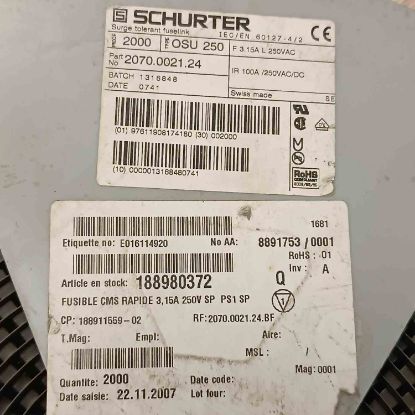 SCHURTER
Surge tolerant fuselink
IEC/EN 60127-4/2
2000 OSU 250 F 3.15A L 250VAC
Part No 2070.0021.24 IR 100A /250VAC/DC
BATCH 1316848
DATE 0741 Swiss made
(01) 97611908174180 (30) 002000
(10) 0000013168480741
RoHS
1681
Etiquette no: E016114920 No AA: 8891753 / 0001
RoHS : 01
Inv : A
Article en stock: 188980372 Q
FUSIBLE CMS RAPIDE 3,15A 250V SP PS1 SP
CP: 188911559-02 RF:2070.0021.24.BF
T.Mag: Empl: Aire:
MSL : /
Mag :0001
Quantite: 2000 Date code:
Date saisie: 22.11.2007 Lot four: